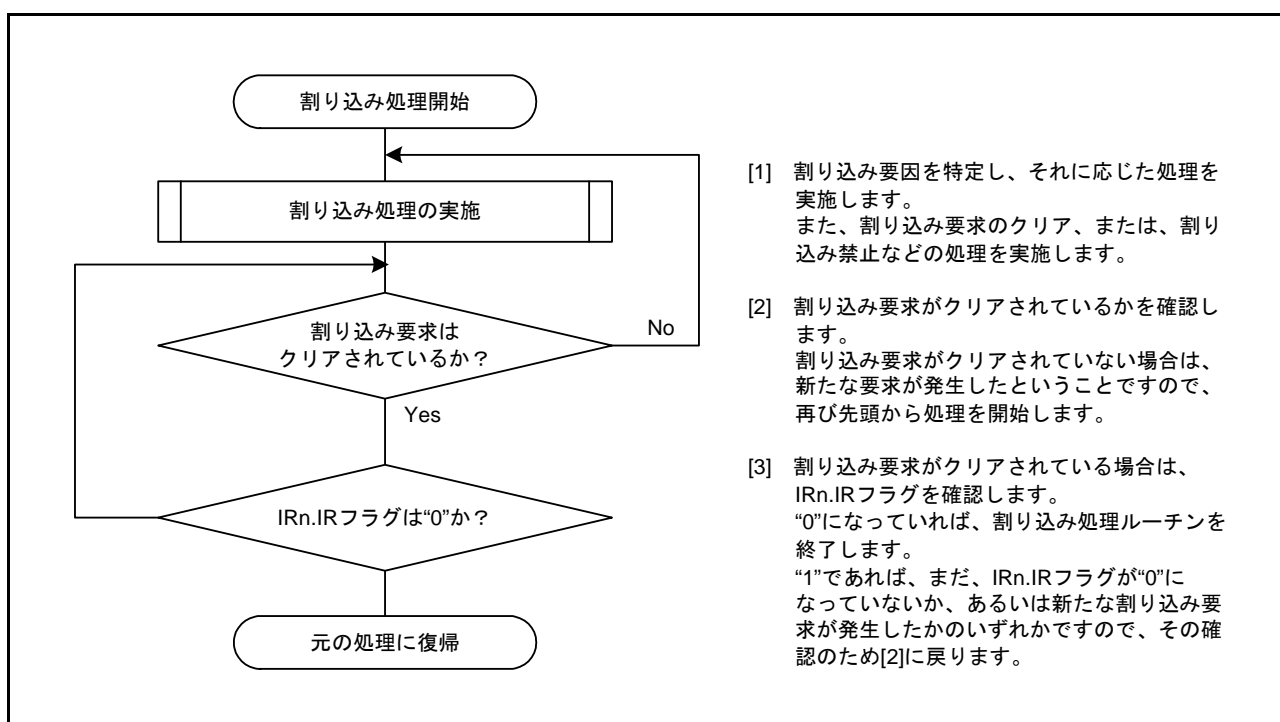 割り込み処理開始
割り込み処理の実施
割り込み要求は
クリアされているか？
No
Yes
IRn.IRフラグは“0”か？
元の処理に復帰
[1] 割り込み要因を特定し、それに応じた処理を
実施します。
また、割り込み要求のクリア、または、割り
込み禁止などの処理を実施します。
[2] 割り込み要求がクリアされているかを確認し
ます。
割り込み要求がクリアされていない場合は、
新たな要求が発生したということですので、
再び先頭から処理を開始します。
[3] 割り込み要求がクリアされている場合は、
IRn.IRフラグを確認します。
“0”になっていれば、割り込み処理ルーチンを
終了します。
“1”であれば、まだ、IRn.IRフラグが“0”に
なっていないか、あるいは新たな割り込み要
求が発生したかのいずれかですので、その確
認のため[2]に戻ります。